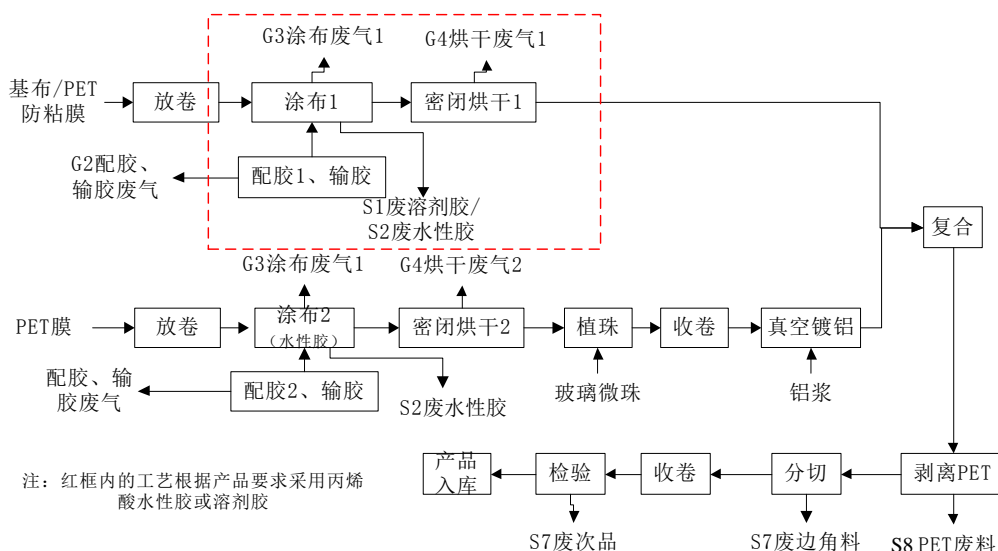 G3涂布废气1
G4烘干废气1
基布/PET
防粘膜
放卷
涂布1
密闭烘干1
G2配胶、
输胶废气
配胶1、输胶
S1废溶剂胶/
S2废水性胶
复合
G3涂布废气1
G4烘干废气2
PET膜
放卷
涂布2
（水性胶）
密闭烘干2
植珠
收卷
真空镀铝
配胶、输
胶废气
配胶2、输胶
S2废水性胶
玻璃微珠
铝浆
注：红框内的工艺根据产品要求采用丙烯
酸水性胶或溶剂胶
产品
入库
检验
收卷
分切
剥离PET
S7废次品
S7废边角料
S8 PET废料